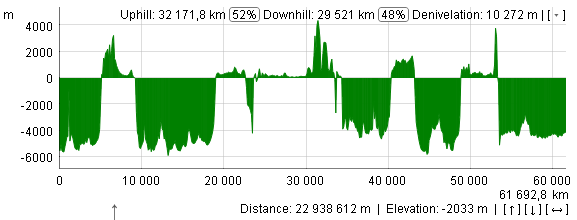 m
Uphill: 32 171,8 km 52% Downhill: 29 521 km 48% Denivelation: 10 272 m | [ ▾ ]
4000
2000
0
-2000
-4000
-6000
0 10 000 20 000 30 000 40 000 50 000 60 000
61 692,8 km
Distance: 22 938 612 m | Elevation: -2033 m | [↑] [↓] [↔]